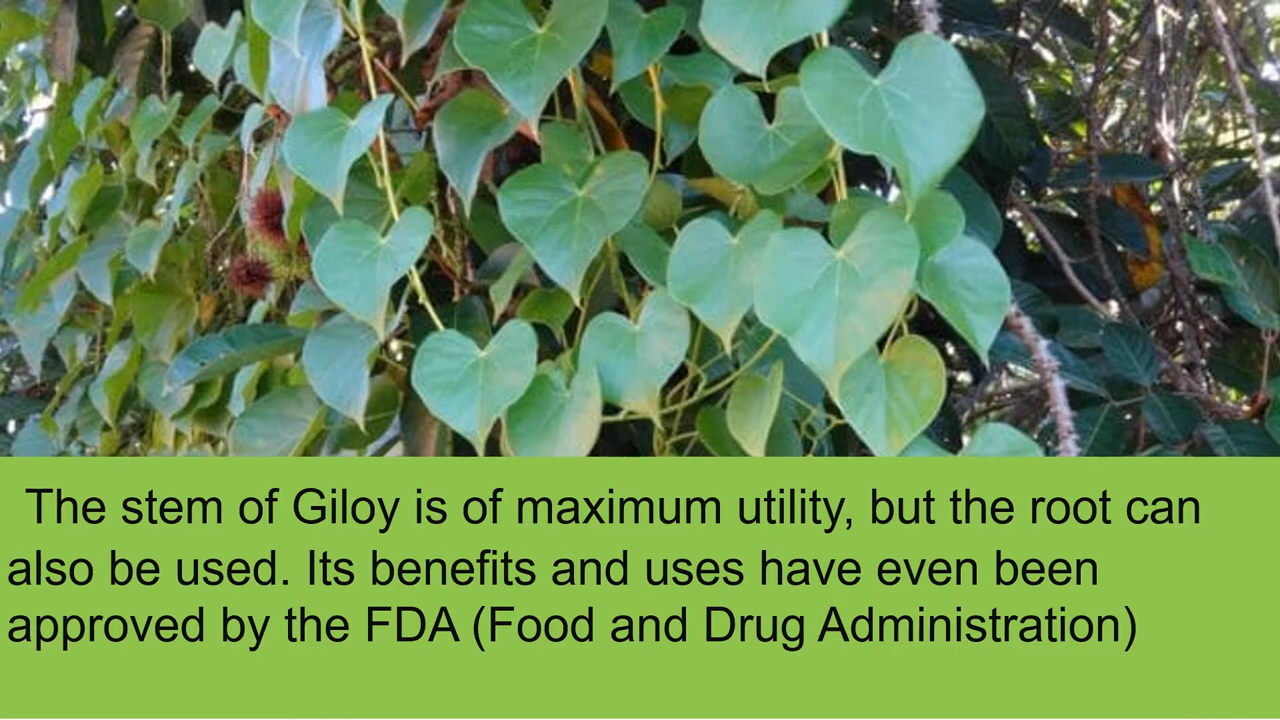 The stem of Giloy is of maximum utility, but the root can
also be used. Its benefits and uses have even been
approved by the FDA (Food and Drug Administration)